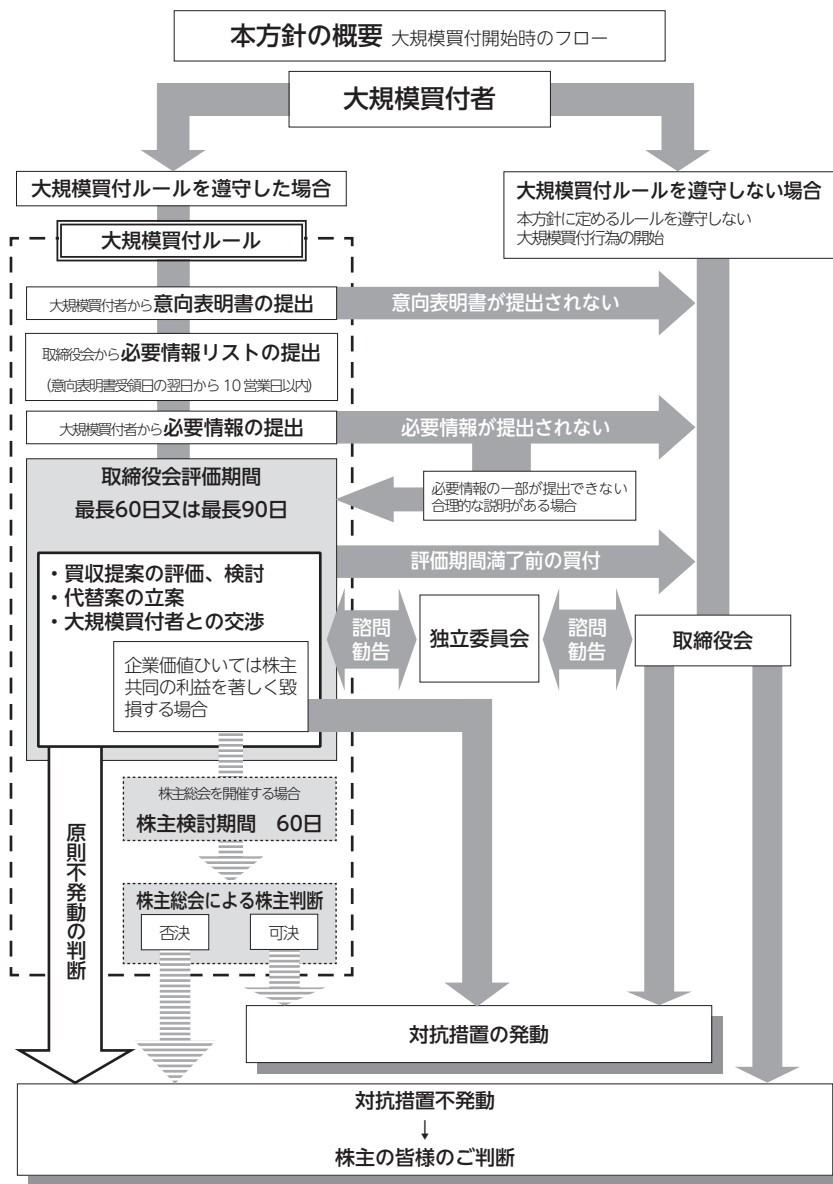 本方針の概要 大規模買付開始時のフロー
大規模買付者
大規模買付ルールを遵守した場合
大規模買付ルールを遵守しない場合
本方針に定めるルールを遵守しない
大規模買付行為の開始
大規模買付ルール
大規模買付者から意向表明書の提出
意向表明書が提出されない
取締役会から必要情報リストの提出
(意向表明書受領日の翌日から 10 営業日以内)
大規模買付者から必要情報の提出
必要情報が提出されない
取締役会評価期間
最長60日又は最長90日
必要情報の一部が提出できない
合理的な説明がある場合
評価期間満了前の買付
・買収提案の評価、検討
・代替案の立案
・大規模買付者との交渉
諮問
勧告
独立委員会
諮問
勧告
取締役会
企業価値ひいては株主
共同の利益を著しく毀
損する場合
株主総会を開催する場合
株主検討期間 60日
原則不発動の判断
株主総会による株主判断
否決
可決
対抗措置の発動
対抗措置不発動
↓
株主の皆様のご判断